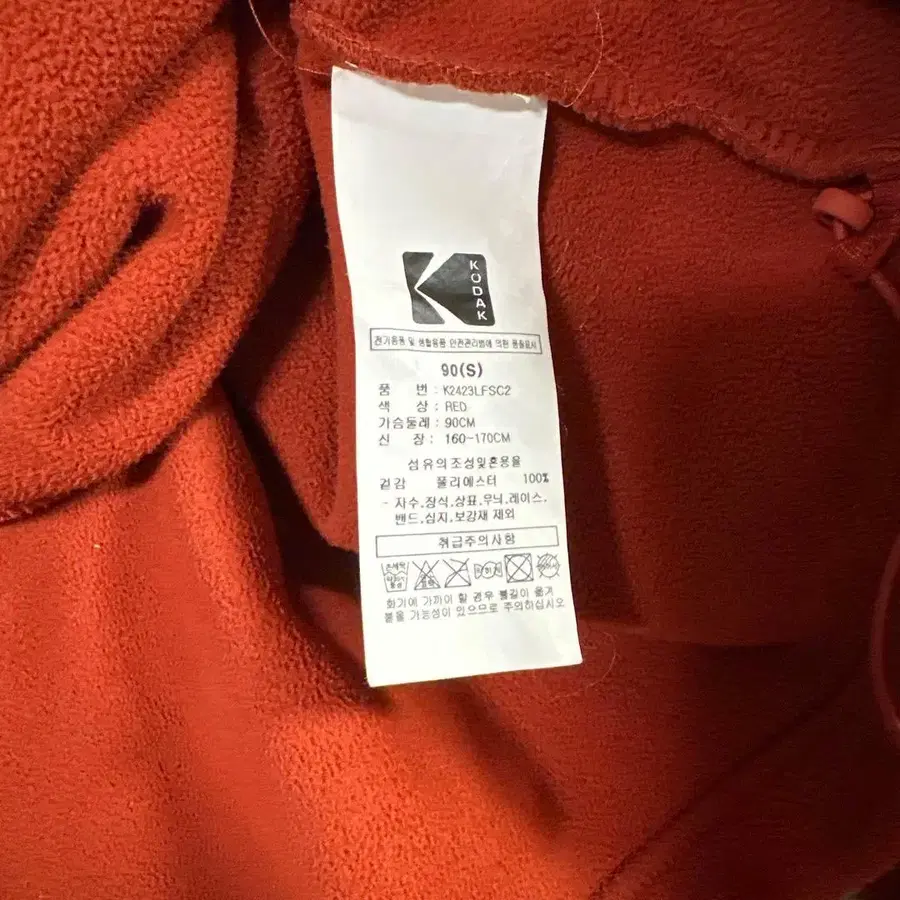 KODAK
전기용품 및 생활용품 안전관리법에 의한 품질표시
90(S)
품 번 : K2423LFSC2
색 상 : RED
가슴둘레 : 90CM
신 장 : 160-170CM
섬유의조성및혼용율
겉감 폴리에스터 100%
- 자수,장식,상표,무늬,레이스,
밴드,심지,보강재 제외
취급주의사항
손세탁
화기에 가까이 할 경우 불길이 옮겨
붙을 가능성이 있으므로 주의하십시오